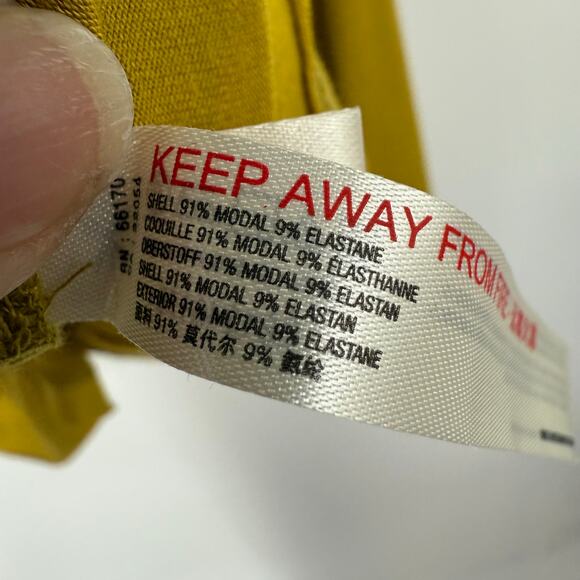 KEEP AWAY FROM FIRE
SHELL 91% MODAL 9% ELASTANE
COQUILLE 91% MODAL 9% ÉLASTHANNE
OBERSTOFF 91% MODAL 9% ELASTAN
SHELL 91% MODAL 9% ELASTAN
EXTERIOR 91% MODAL 9% ELASTANE
面料 91% 莫代尔 9% 氨纶
RN: 66170